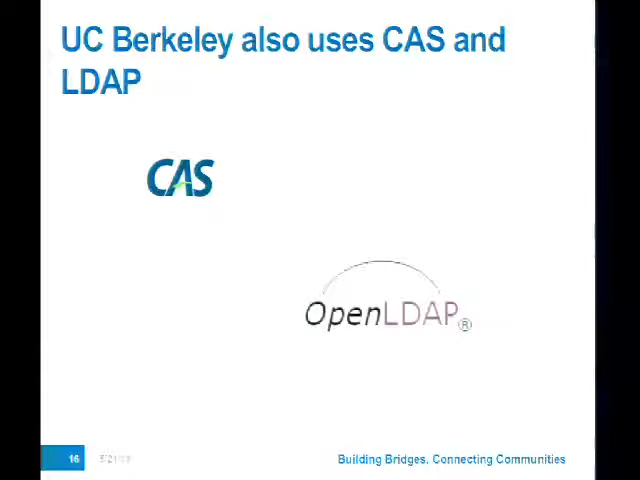 UC Berkeley also uses CAS and
LDAP
CAS
OpenLDAP®
16
Building Bridges. Connecting Communities